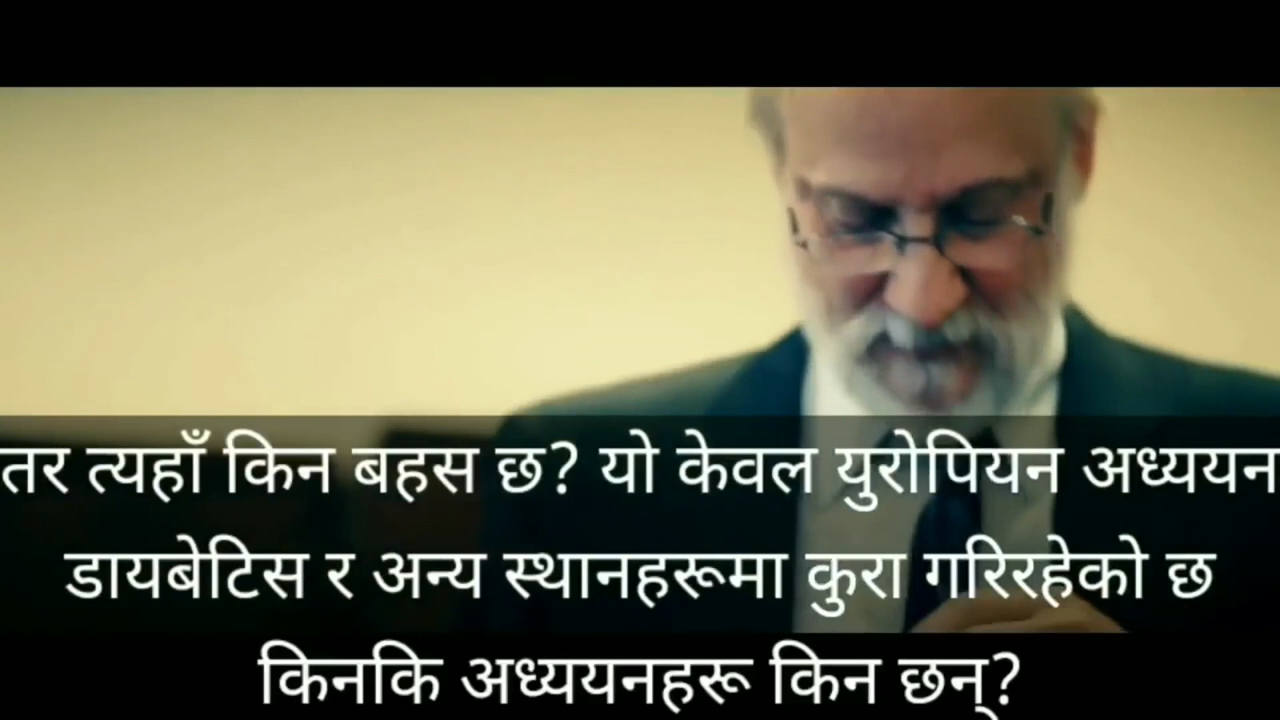 तर त्यहाँ किन बहस छ? यो केवल युरोपियन अध्ययन
डायबेटिस र अन्य स्थानहरूमा कुरा गरिरहेको छ
किनकि अध्ययनहरू किन छन्?